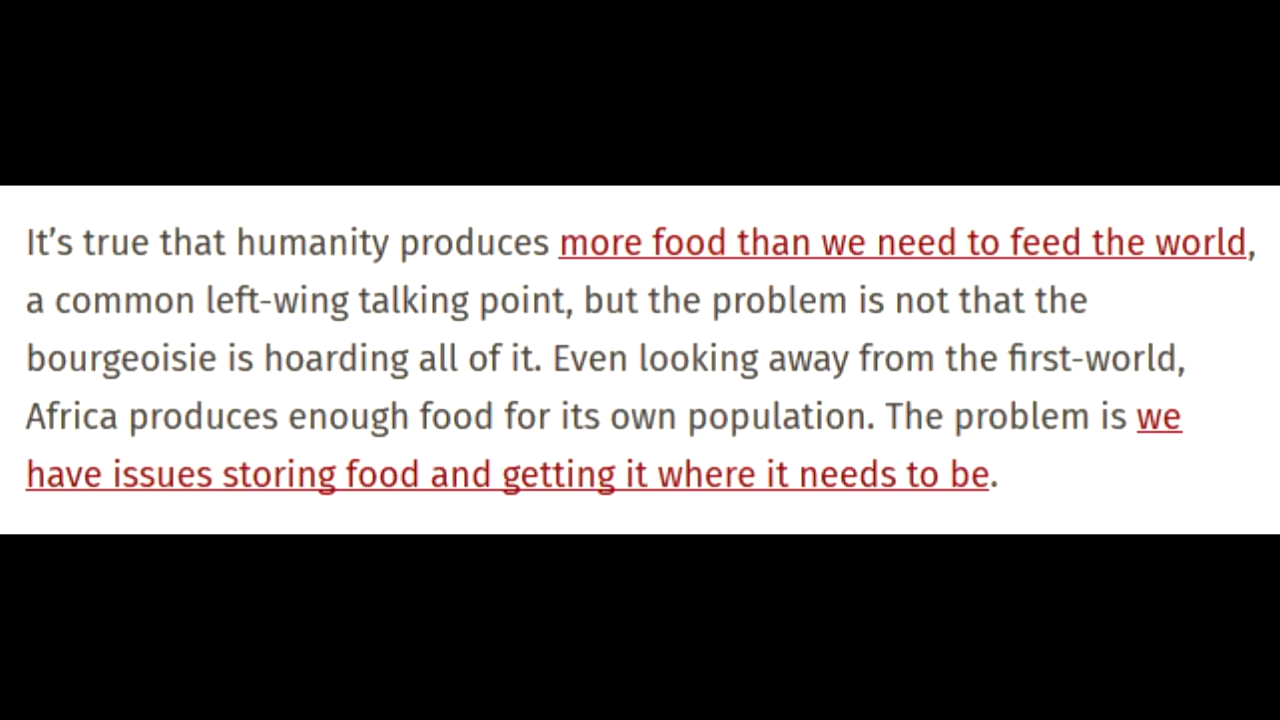 It’s true that humanity produces more food than we need to feed the world,
a common left-wing talking point, but the problem is not that the
bourgeoisie is hoarding all of it. Even looking away from the first-world,
Africa produces enough food for its own population. The problem is we
have issues storing food and getting it where it needs to be.